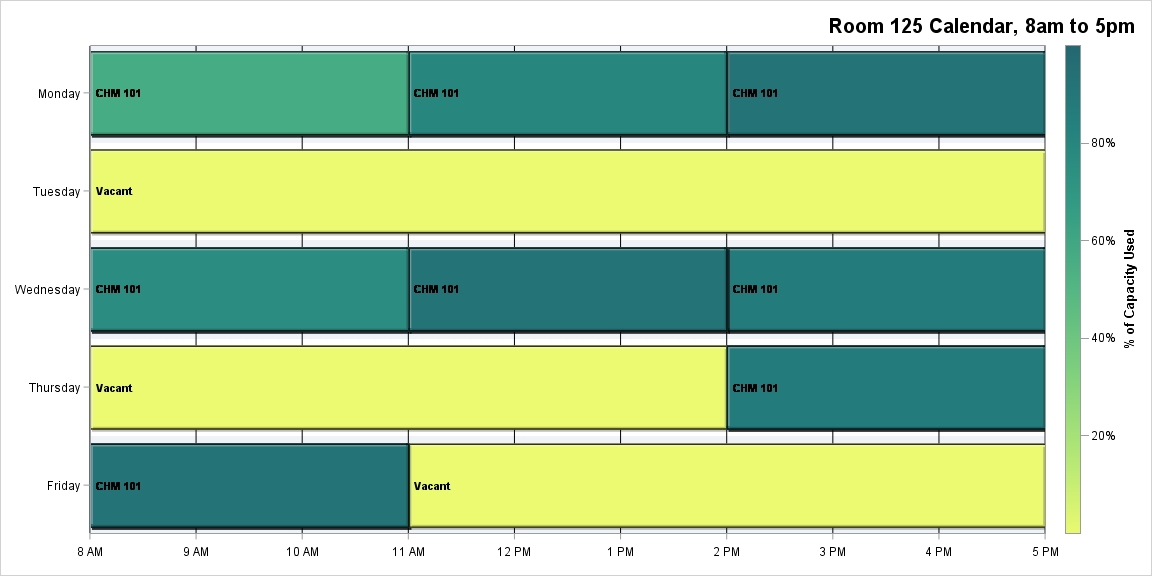 Room 125 Calendar, 8am to 5pm
Monday
CHM 101
CHM 101
CHM 101
Tuesday
Vacant
Wednesday
CHM 101
CHM 101
CHM 101
Thursday
Vacant
CHM 101
Friday
CHM 101
Vacant
8 AM 9 AM 10 AM 11 AM 12 PM 1 PM 2 PM 3 PM 4 PM 5 PM
80%
60%
40%
20%
% of Capacity Used